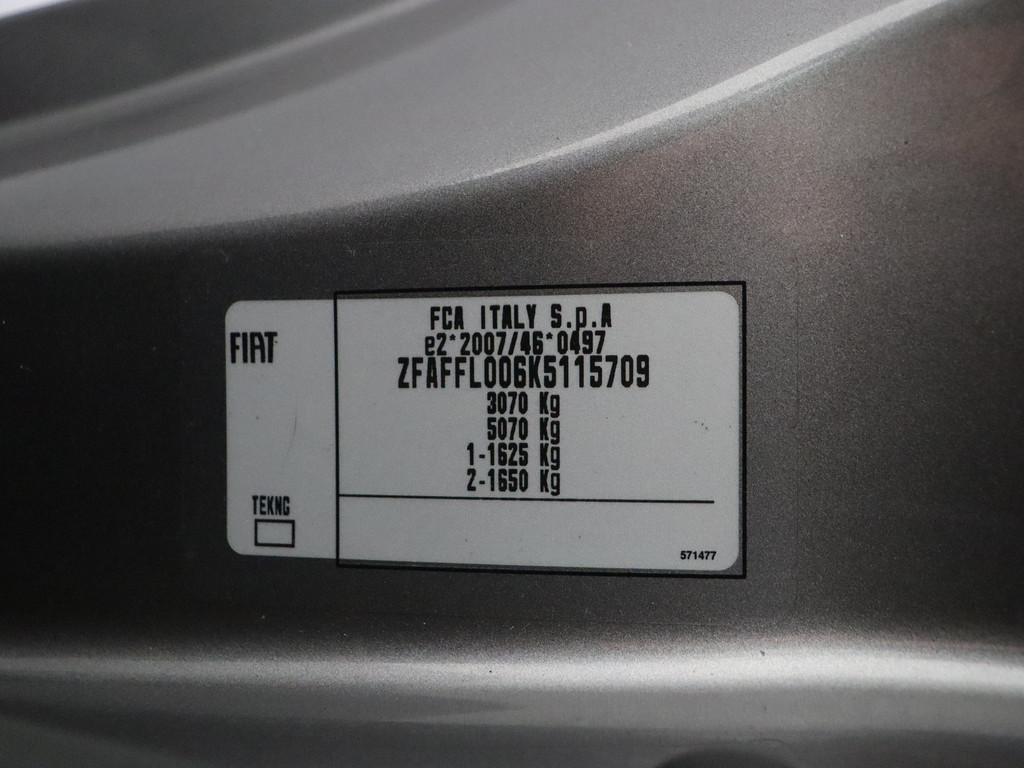 FIAT
FCA ITALY S.p.A
e2*2007/46*0497
ZFAFFL006K5115709
3070 Kg
5070 Kg
1-1625 Kg
2-1650 Kg
TEKNG
571477